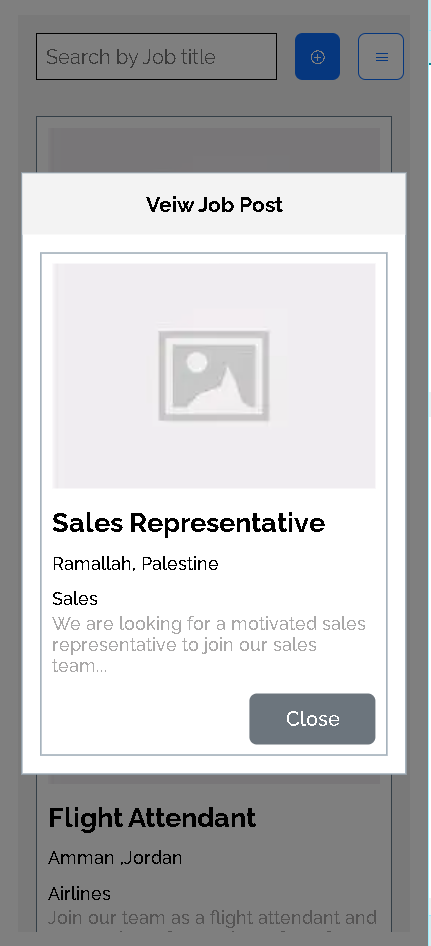 Search by Job title
Veiw Job Post
Sales Representative
Ramallah, Palestine
Sales
We are looking for a motivated sales
representative to join our sales
team...
Close
Flight Attendant
Amman ,Jordan
Airlines
Join our team as a flight attendant and